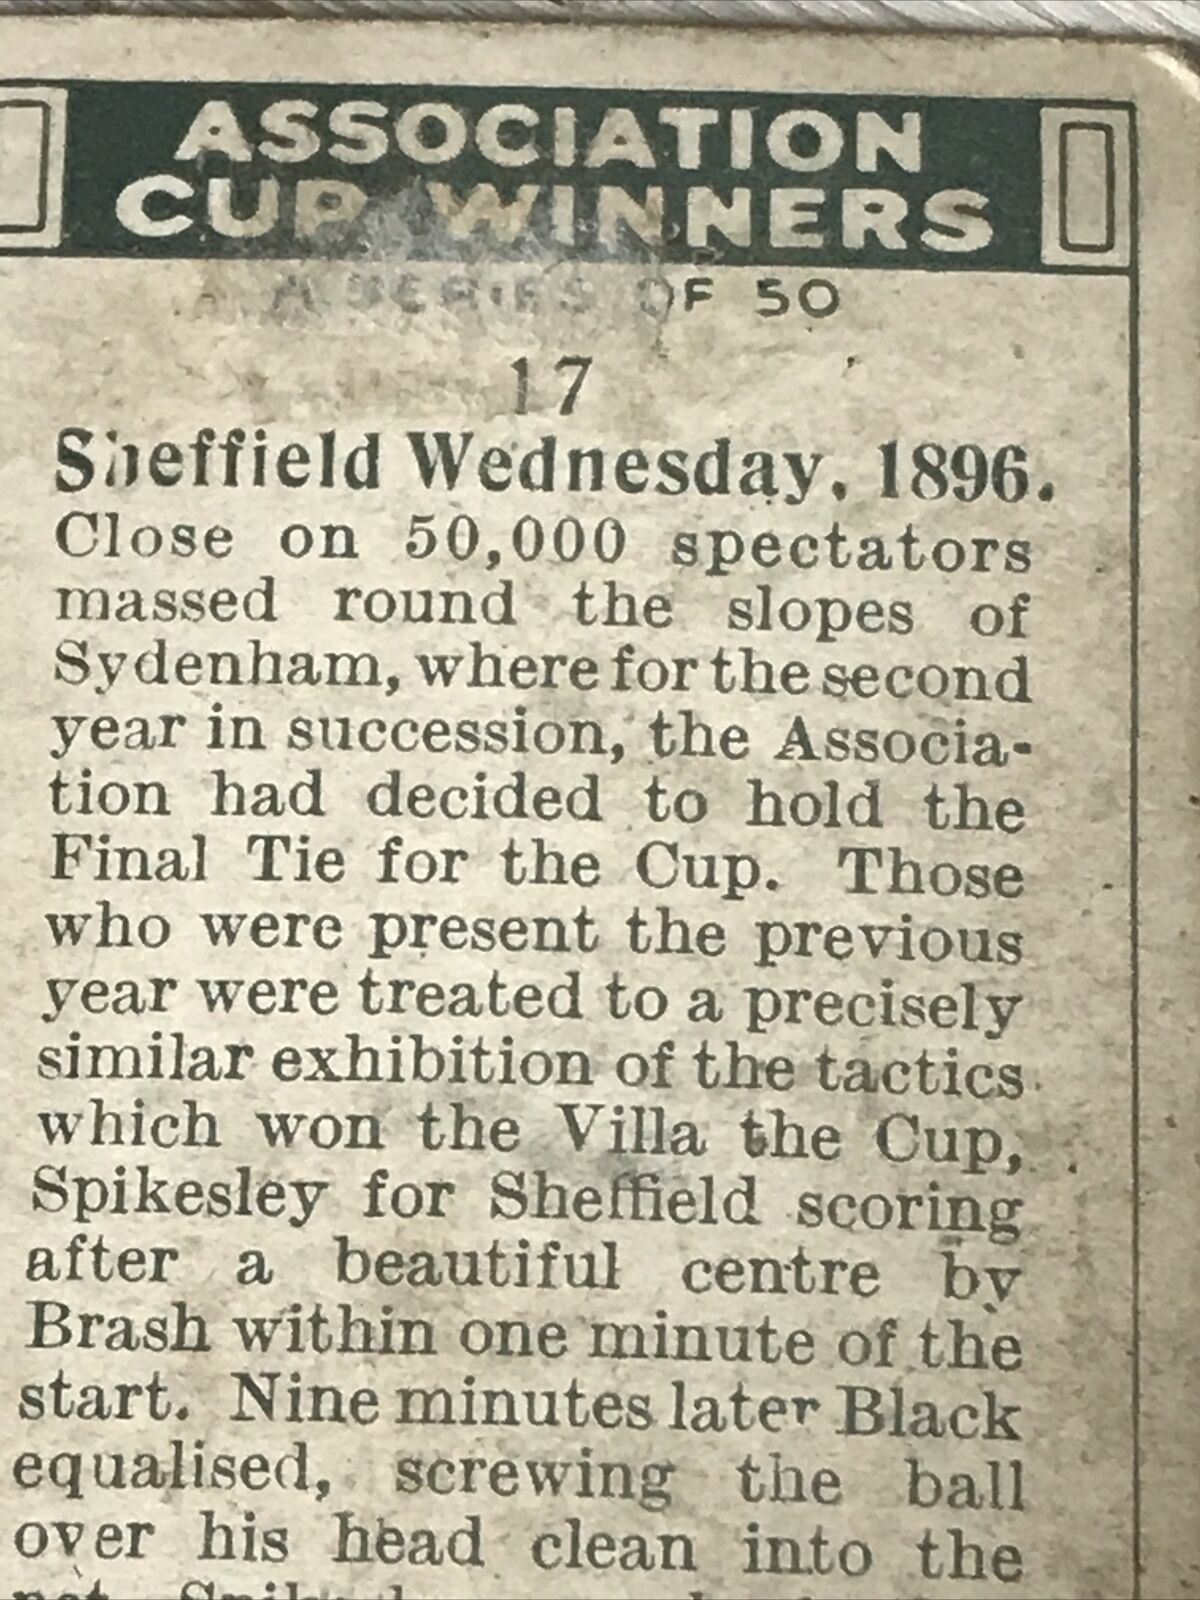 ASSOCIATION
CUP WINNERS
A SERIES OF 50
17
Sheffield Wednesday, 1896.
Close on 50,000 spectators
massed round the slopes of
Sydenham, where for the second
year in succession, the Associa-
tion had decided to hold the
Final Tie for the Cup. Those
who were present the previous
year were treated to a precisely
similar exhibition of the tactics
which won the Villa the Cup,
Spikesley for Sheffield scoring
after a beautiful centre by
Brash within one minute of the
start. Nine minutes later Black
equalised, screwing the ball
over his head clean into the